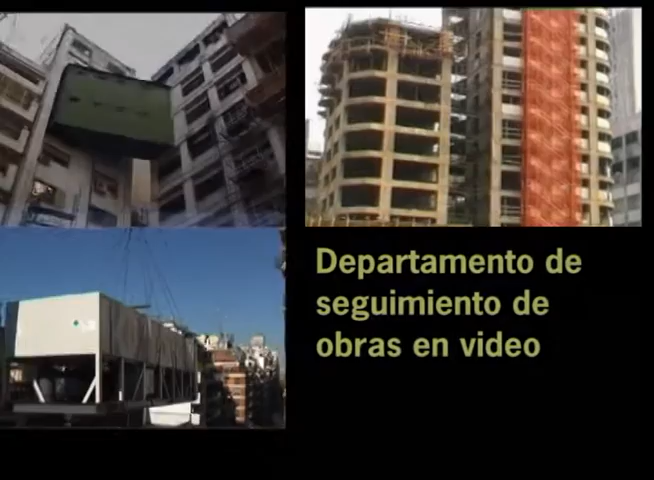 Departamento de
seguimiento de
obras en video